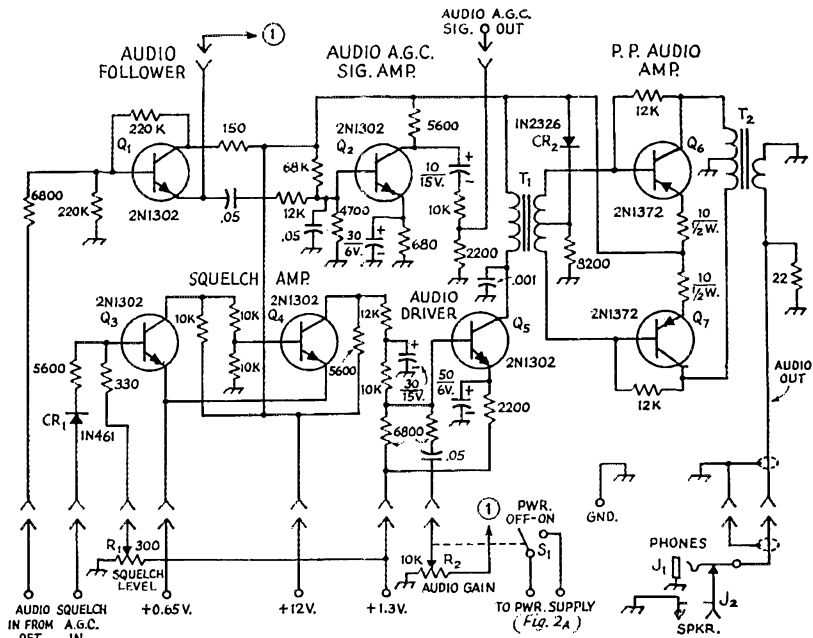 AUDIO A.G.C.
SIG. OUT
①
AUDIO
FOLLOWER
AUDIO A.G.C.
SIG. AMP.
P. P. AUDIO
AMP.
220 K
Q1
150
2N1302
Q2
5600
1N2326
CR2
12K
Q6
T2
68K
10
15V.
T1
6800
220K
2N1302
.05
12K
4700
.05
30
6V.
680
10K
2200
2N1372
10
½W.
8200
.001
SQUELCH AMP.
2N1302
Q3
10K
10K
2N1302
Q4
12K
AUDIO
DRIVER
Q5
10
½W.
2N1372
Q7
22
10K
5600
10K
30
15V.
50
6V.
2N1302
2200
12K
AUDIO
OUT
5600
330
CR1
1N461
6800
.05
①
PWR.
OFF-ON
GND.
R1
300
SQUELCH
LEVEL
10K
R2
AUDIO GAIN
S1
PHONES
J1
J2
SPKR.
AUDIO
IN FROM
DET.
SQUELCH
A.G.C.
IN
+0.65V.
+12V.
+1.3V.
TO PWR. SUPPLY
(Fig. 2A)